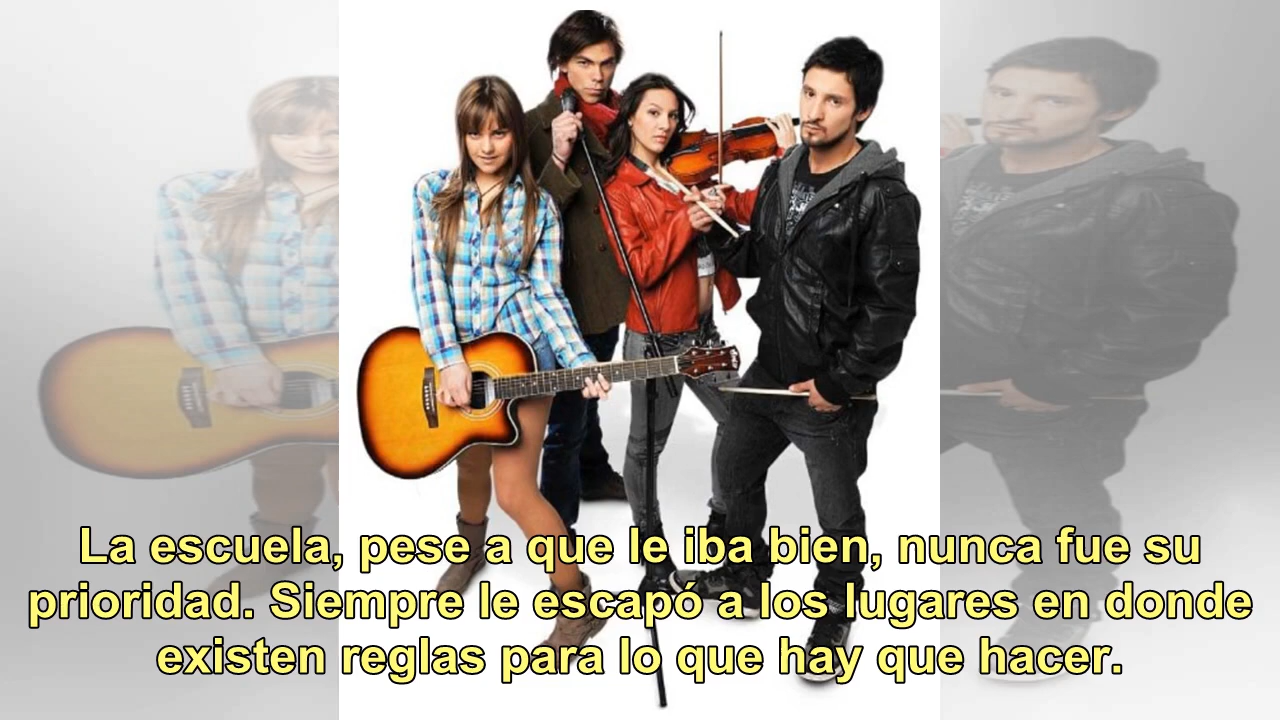 La escuela, pese a que le iba bien, nunca fue su
prioridad. Siempre le escapó a los lugares en donde
existen reglas para lo que hay que hacer.